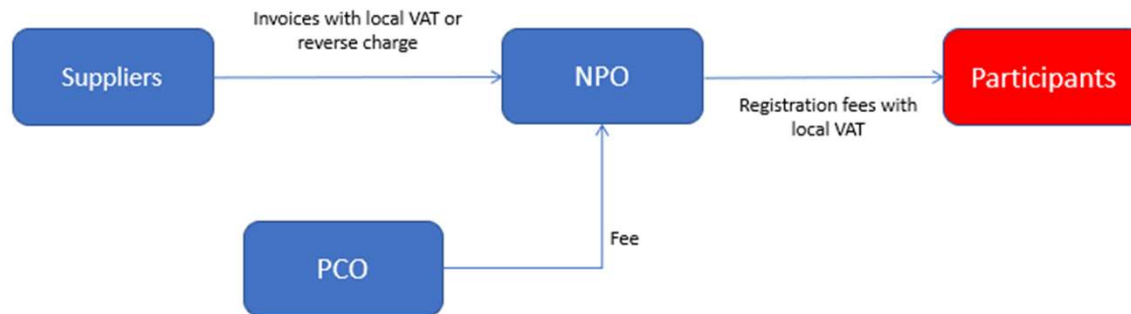 Invoices with local VAT or
reverse charge
Suppliers
NPO
Participants
Registration fees with
local VAT
Fee
PCO